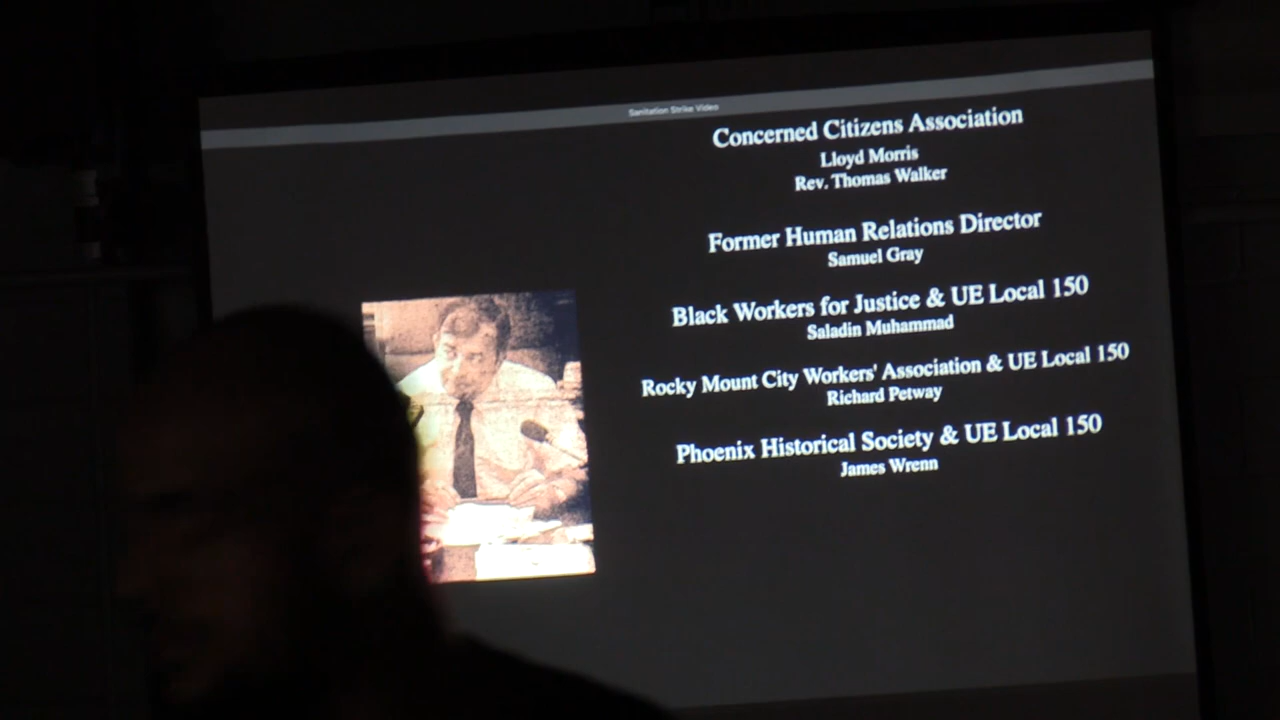 Sanitation Strike Video
Concerned Citizens Association
Lloyd Morris
Rev. Thomas Walker
Former Human Relations Director
Samuel Gray
Black Workers for Justice & UE Local 150
Saladin Muhammad
Rocky Mount City Workers' Association & UE Local 150
Richard Petway
Phoenix Historical Society & UE Local 150
James Wrenn